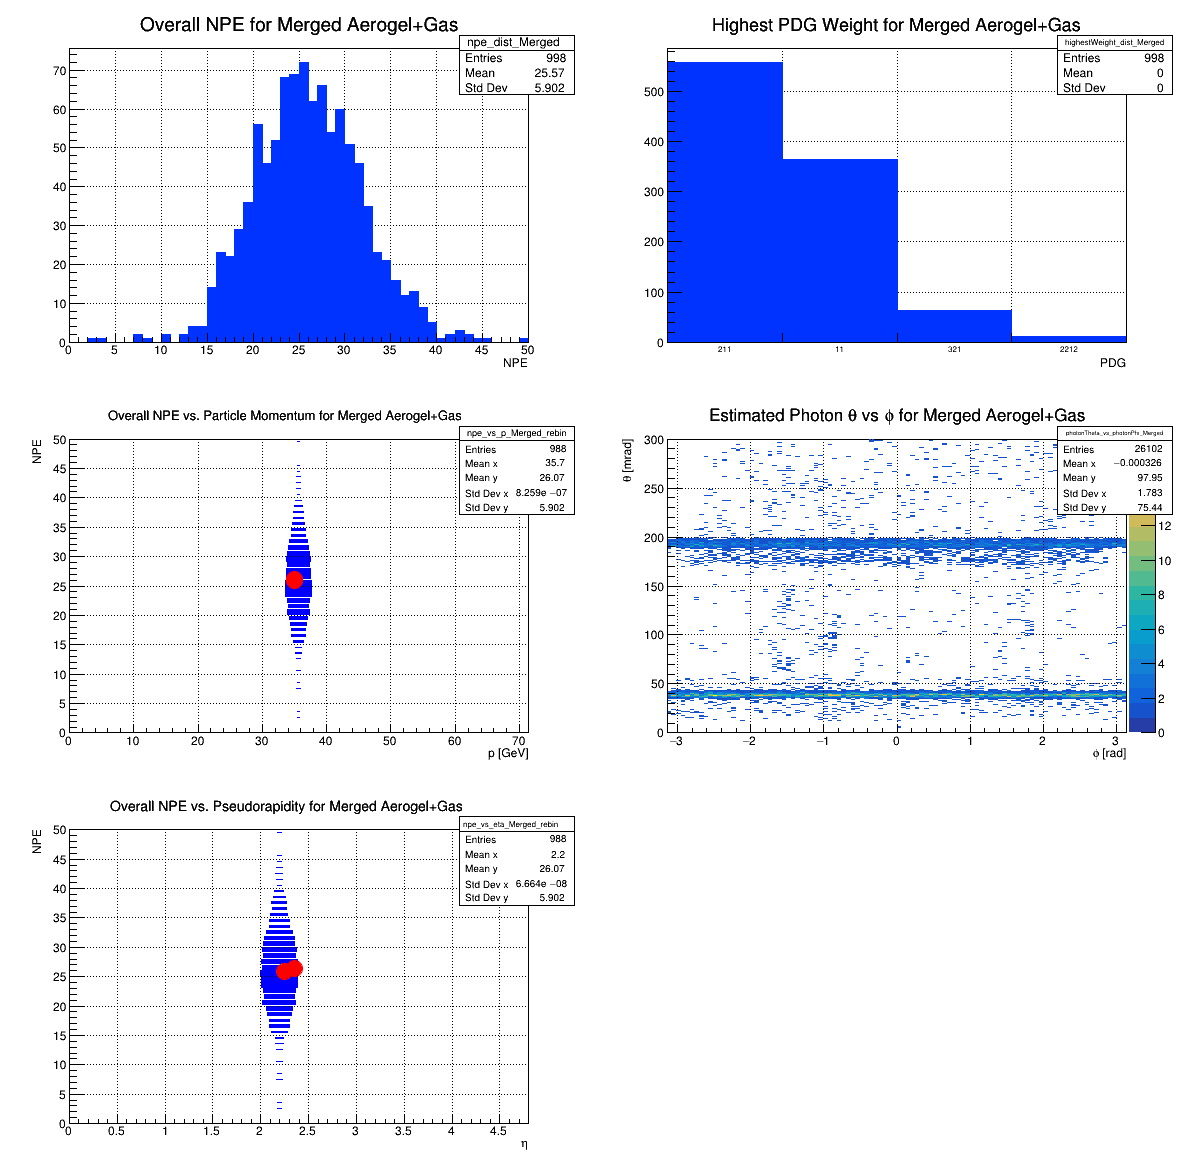 Overall NPE for Merged Aerogel+Gas
npe_dist_Merged
Entries 998
Mean 25.57
Std Dev 5.902
70
60
50
40
30
20
10
0
0 5 10 15 20 25 30 35 40 45 50
NPE
Highest PDG Weight for Merged Aerogel+Gas
highestWeight_dist_Merged
Entries 998
Mean 0
Std Dev 0
500
400
300
200
100
0
211 11 321 2212
PDG
Overall NPE vs. Particle Momentum for Merged Aerogel+Gas
npe_vs_p_Merged_rebin
Entries 988
Mean x 35.7
Mean y 26.07
Std Dev x 8.259e −07
Std Dev y 5.902
NPE
50
45
40
35
30
25
20
15
10
5
0
0 10 20 30 40 50 60 70
p [GeV]
Estimated Photon θ vs ϕ for Merged Aerogel+Gas
photonTheta_vs_photonPhi_Merged
Entries 26102
Mean x −0.000326
Mean y 97.95
Std Dev x 1.783
Std Dev y 75.44
θ [mrad]
300
250
200
150
100
50
0
−3 −2 −1 0 1 2 3
ϕ [rad]
12
10
8
6
4
2
0
Overall NPE vs. Pseudorapidity for Merged Aerogel+Gas
npe_vs_eta_Merged_rebin
Entries 988
Mean x 2.2
Mean y 26.07
Std Dev x 6.664e −08
Std Dev y 5.902
NPE
50
45
40
35
30
25
20
15
10
5
0
0 0.5 1 1.5 2 2.5 3 3.5 4 4.5
η